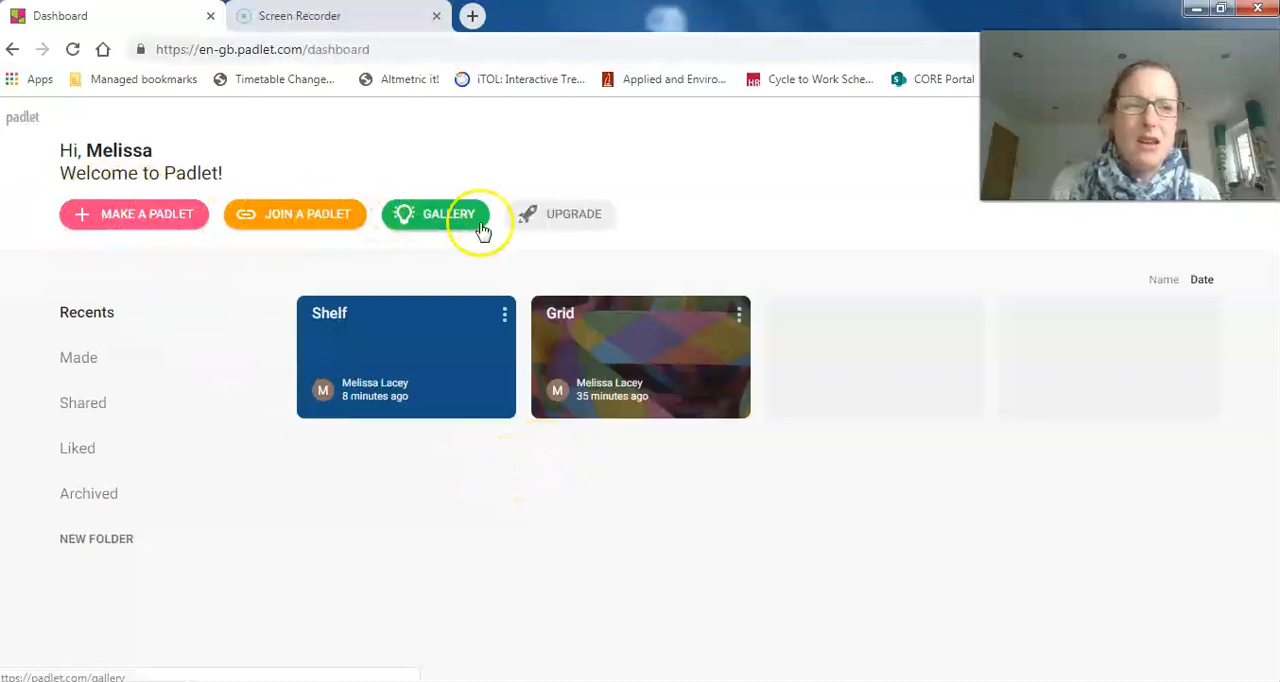 Dashboard
Screen Recorder
https://en-gb.padlet.com/dashboard
Apps
Managed bookmarks
Timetable Change...
Altmetric it!
iTOL: Interactive Tre...
Applied and Enviro...
HR
Cycle to Work Sche...
CORE Portal
padlet
Hi, Melissa
Welcome to Padlet!
MAKE A PADLET
JOIN A PADLET
GALLERY
UPGRADE
Name
Date
Recents
Made
Shared
Liked
Archived
NEW FOLDER
Shelf
M
Melissa Lacey
8 minutes ago
Grid
M
Melissa Lacey
35 minutes ago
ttps://padlet.com/gallery